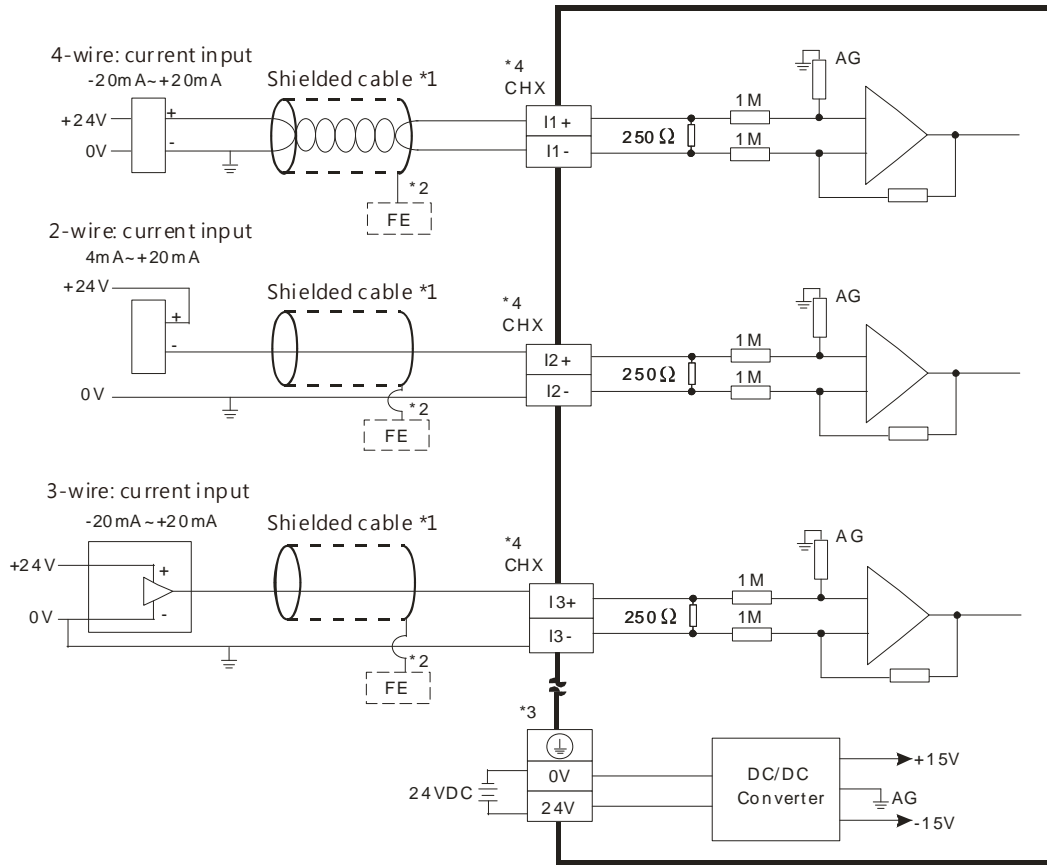 4-wire: current input
-20mA~+20mA
Shielded cable *1
*4
CHX
AG
+24V
+
I1+
1M
250Ω
0V
-
I1-
1M
*2
FE
2-wire: current input
4mA~+20mA
+24V
Shielded cable *1
*4
CHX
AG
+
-
I2+
1M
250Ω
1M
0V
I2-
*2
FE
3-wire: current input
-20mA~+20mA
Shielded cable *1
*4
CHX
AG
+24V
+
I3+
1M
250Ω
0V
-
I3-
1M
*2
FE
*3
24VDC
0V
24V
DC/DC
Converter
+15V
AG
-15V